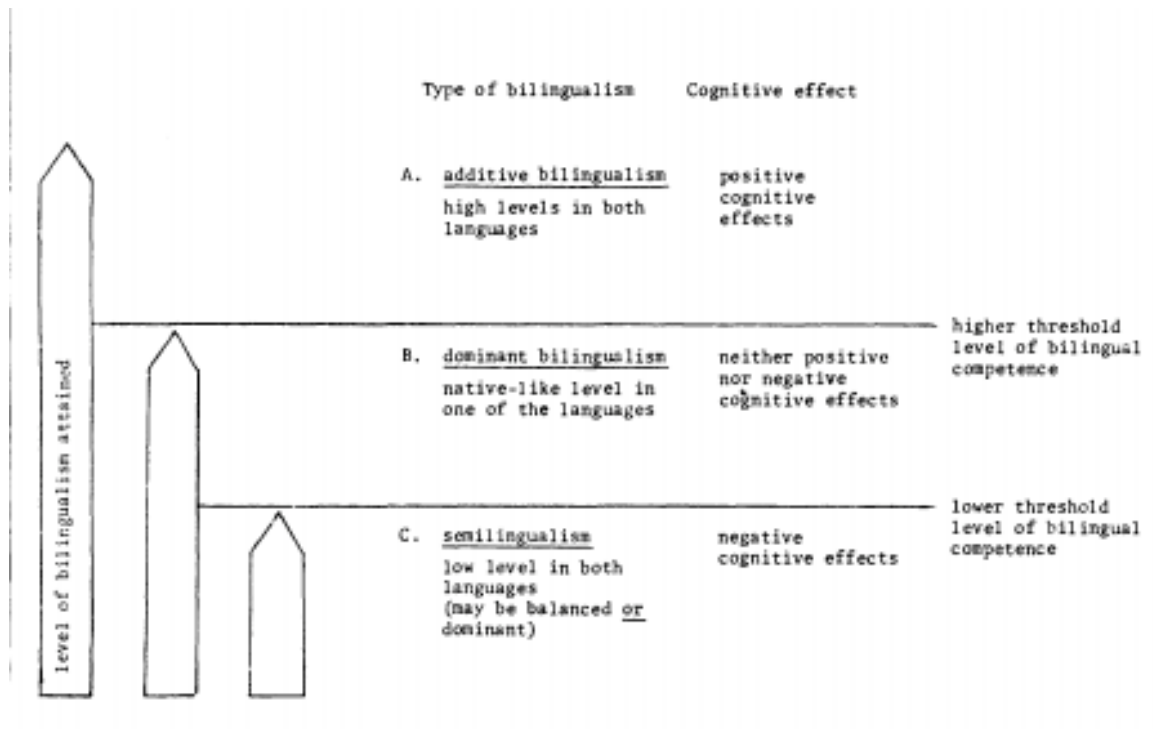 Type of bilingualism Cognitive effect
A. additive bilingualism
high levels in both
languages
positive
cognitive
effects
higher threshold
level of bilingual
competence
B. dominant bilingualism
native-like level in
one of the languages
neither positive
nor negative
cognitive effects
lower threshold
level of bilingual
competence
C. semilingualism
low level in both
languages
(may be balanced or
dominant)
negative
cognitive effects
level of bilingualism attained